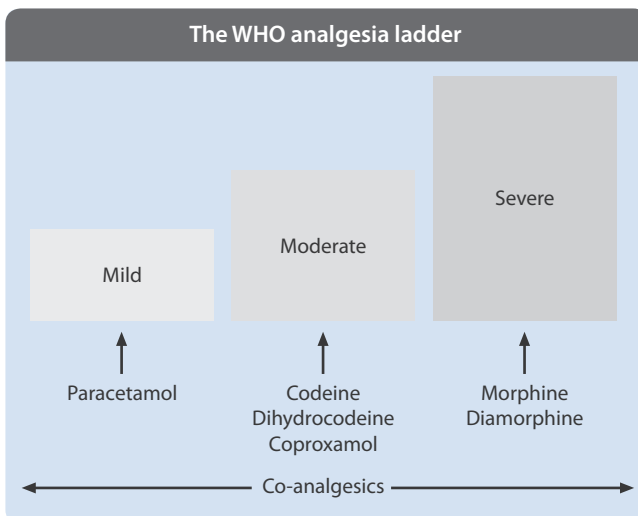 The WHO analgesia ladder
Mild
Moderate
Severe
Paracetamol
Codeine
Dihydrocodeine
Coproxamol
Morphine
Diamorphine
Co-analgesics